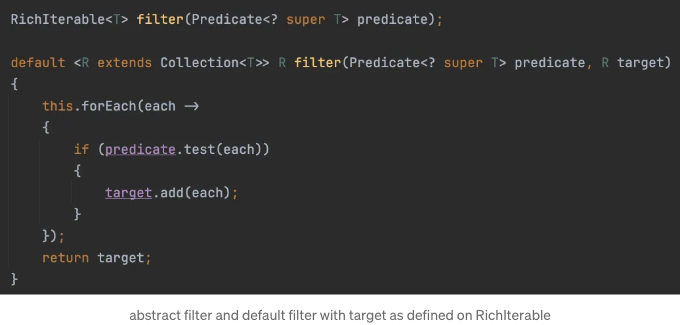 RichIterable<T> filter(Predicate<? super T> predicate);
default <R extends Collection<T>> R filter(Predicate<? super T> predicate, R target)
{
    this.forEach(each ->
    {
        if (predicate.test(each))
        {
            target.add(each);
        }
    });
    return target;
}
abstract filter and default filter with target as defined on RichIterable